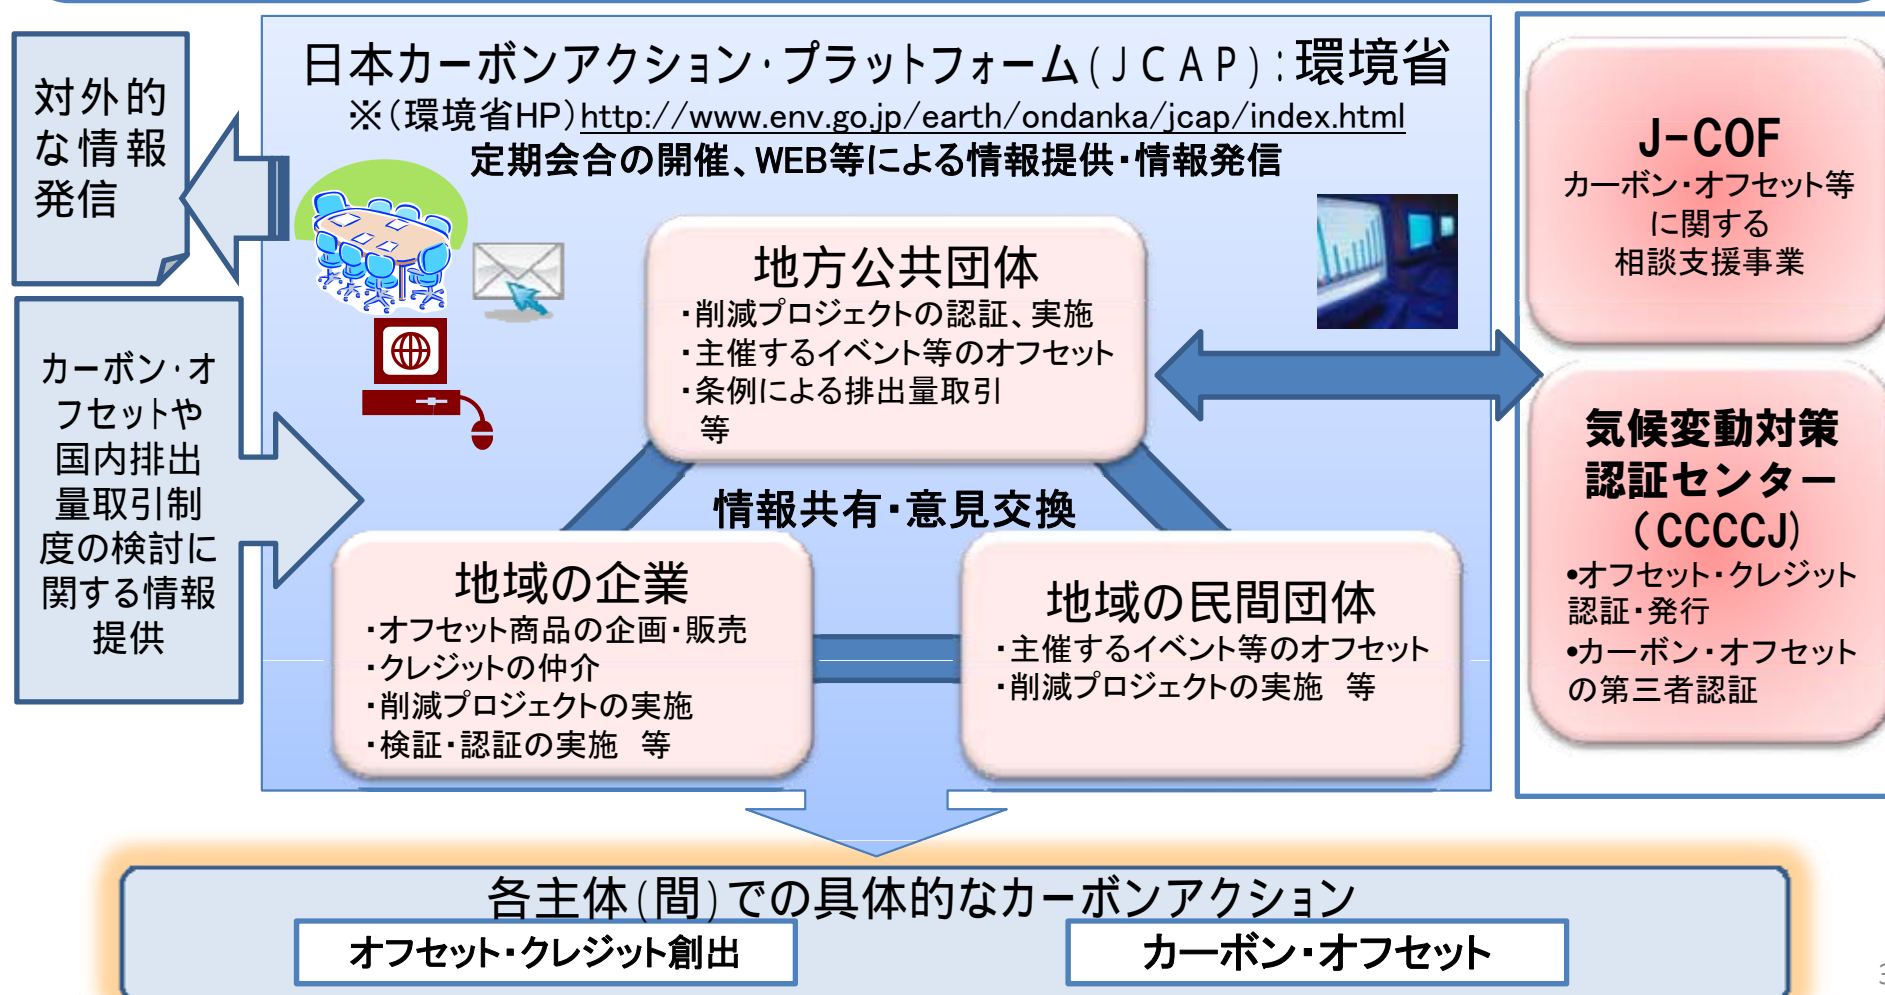 対外的
な情報
発信
カーボン・オ
フセットや
国内排出
量取引制
度の検討に
関する情報
提供
日本カーボンアクション・プラットフォーム(JCAP):環境省
※(環境省HP)http://www.env.go.jp/earth/ondanka/jcap/index.html
定期会合の開催、WEB等による情報提供・情報発信
地方公共団体
・削減プロジェクトの認証、実施
・主催するイベント等のオフセット
・条例による排出量取引
等
情報共有・意見交換
地域の企業
・オフセット商品の企画・販売
・クレジットの仲介
・削減プロジェクトの実施
・検証・認証の実施 等
地域の民間団体
・主催するイベント等のオフセット
・削減プロジェクトの実施 等
J-COF
カーボン・オフセット等
に関する
相談支援事業
気候変動対策
認証センター
(CCCCJ)
•オフセット・クレジット
認証・発行
•カーボン・オフセット
の第三者認証
各主体(間)での具体的なカーボンアクション
オフセット・クレジット創出
カーボン・オフセット